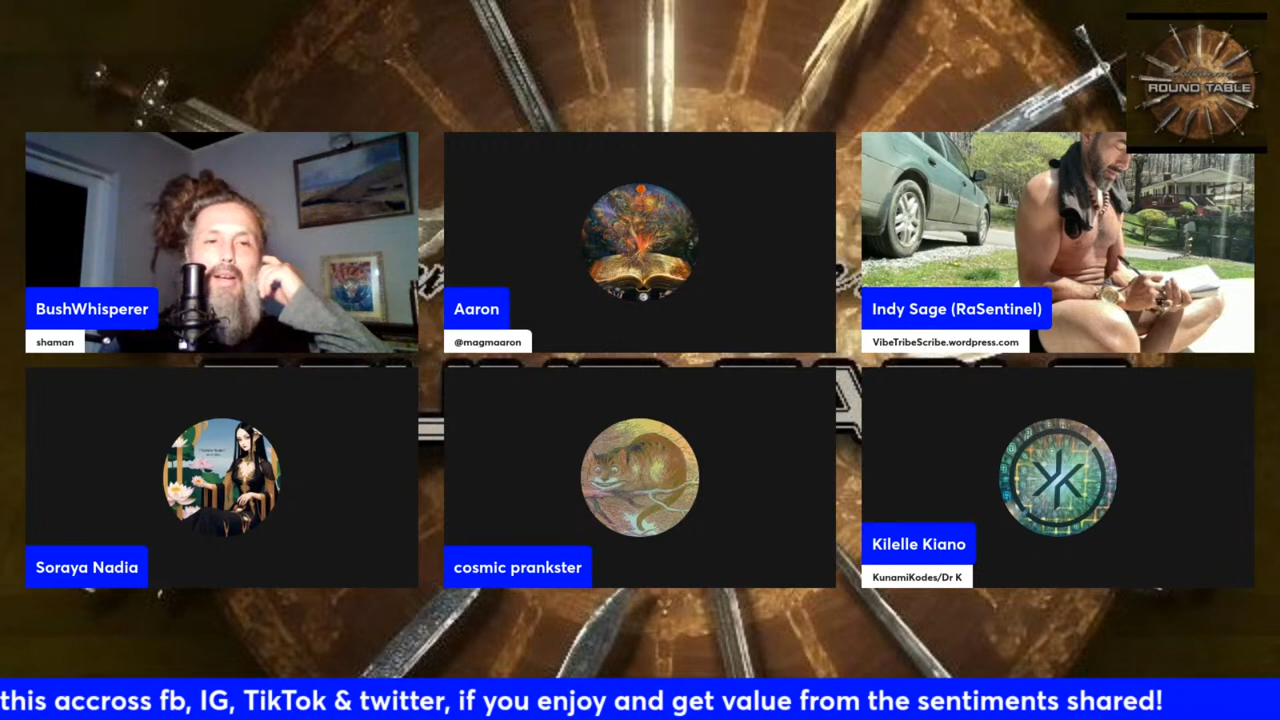 ROUND TABLE
BushWhisperer
shaman
Aaron
@magmaaron
Indy Sage (RaSentinel)
VibeTribeScribe.wordpress.com
Soraya Nadia
cosmic prankster
Kilelle Kiano
KunamiKodes/Dr K
this accross fb, IG, TikTok & twitter, if you enjoy and get value from the sentiments shared!